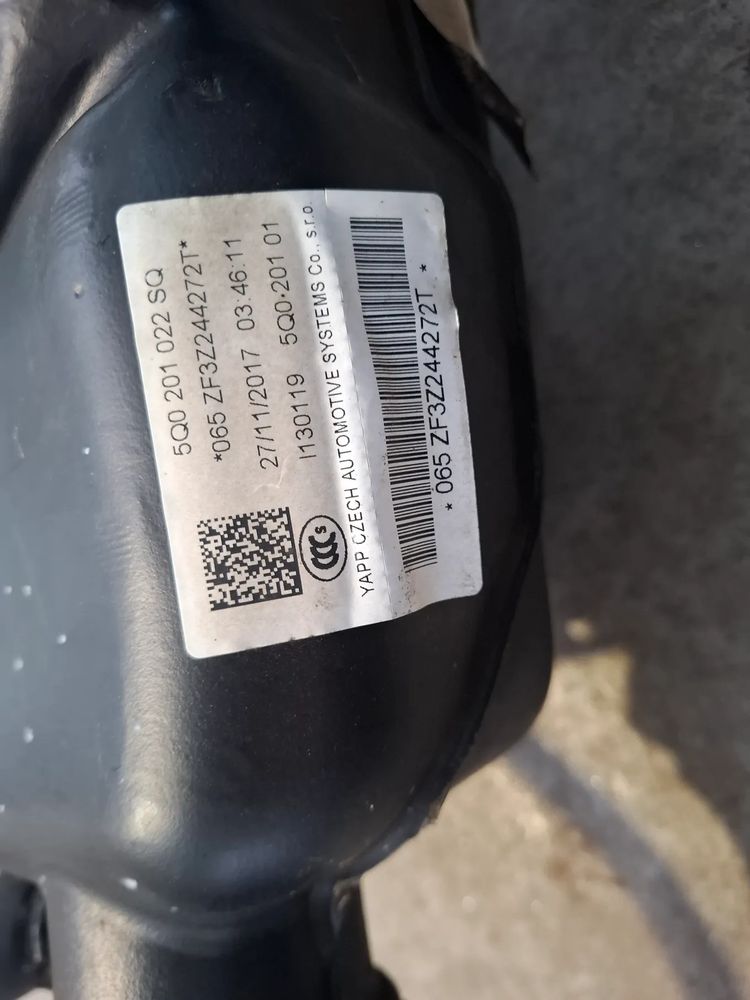 5Q0 201 022 SQ
*065 ZF3Z244272T*
27/11/2017 03:46:11
I130119 5Q0.201 01
CCC S
YAPP CZECH AUTOMOTIVE SYSTEMS Co., s.r.o.
* 065 ZF3Z244272T *